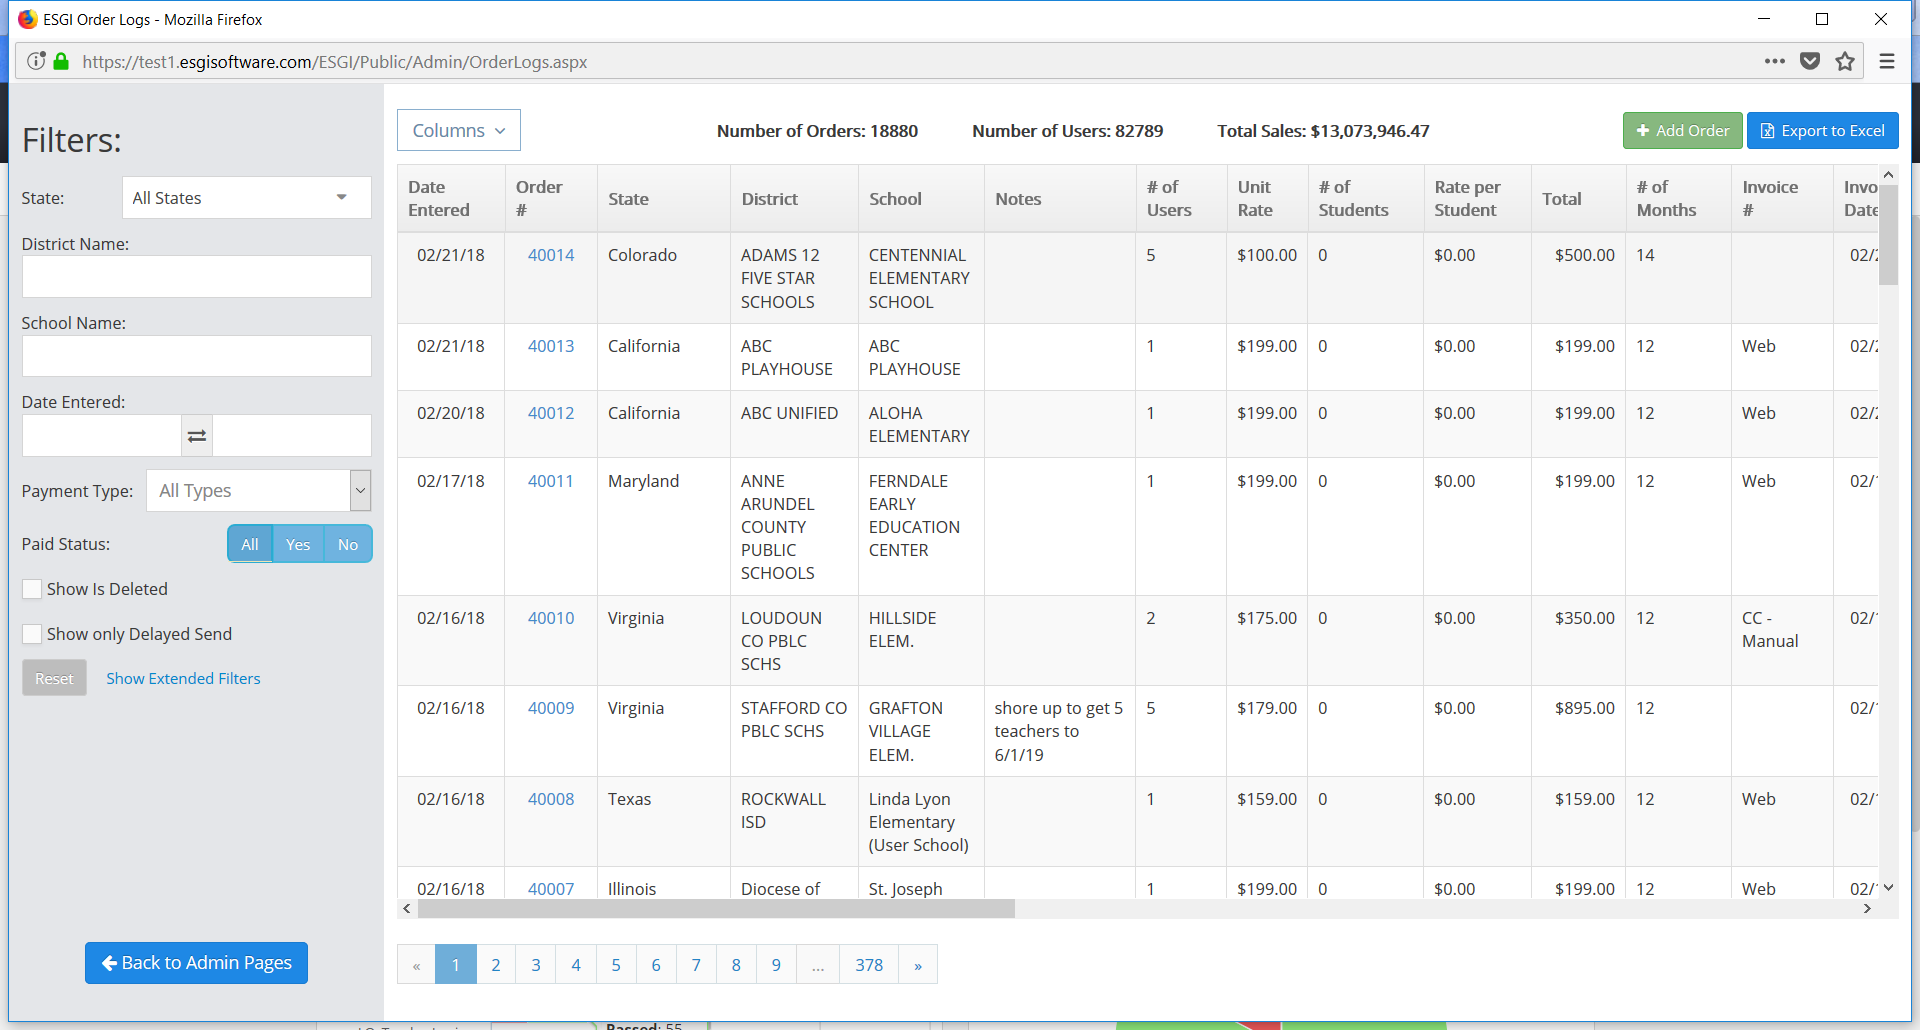 ESGI Order Logs - Mozilla Firefox
https://test1.esgisoftware.com/ESGI/Public/Admin/OrderLogs.aspx
Filters:
State: All States
District Name:
School Name:
Date Entered:
Payment Type: All Types
Paid Status: All Yes No
Show Is Deleted
Show only Delayed Send
Reset Show Extended Filters
Back to Admin Pages
Columns Number of Orders: 18880 Number of Users: 82789 Total Sales: $13,073,946.47 Add Order Export to Excel
Date Order # of Unit # of Rate per # of Invoice Invo
Entered # State District School Notes Users Rate Students Student Total Months # Date
02/21/18 40014 Colorado ADAMS 12 CENTENNIAL 5 $100.00 0 $0.00 $500.00 14 02/2
FIVE STAR ELEMENTARY
SCHOOLS SCHOOL
02/21/18 40013 California ABC ABC 1 $199.00 0 $0.00 $199.00 12 Web 02/2
PLAYHOUSE PLAYHOUSE
02/20/18 40012 California ABC UNIFIED ALOHA 1 $199.00 0 $0.00 $199.00 12 Web 02/2
ELEMENTARY
02/17/18 40011 Maryland ANNE FERNDALE 1 $199.00 0 $0.00 $199.00 12 Web 02/1
ARUNDEL EARLY
COUNTY EDUCATION
PUBLIC CENTER
SCHOOLS
02/16/18 40010 Virginia LOUDOUN HILLSIDE 2 $175.00 0 $0.00 $350.00 12 CC - 02/1
CO PBLC ELEM. Manual
SCHS
02/16/18 40009 Virginia STAFFORD CO GRAFTON shore up to get 5 5 $179.00 0 $0.00 $895.00 12 02/1
PBLC SCHS VILLAGE teachers to
ELEM. 6/1/19
02/16/18 40008 Texas ROCKWALL Linda Lyon 1 $159.00 0 $0.00 $159.00 12 Web 02/1
ISD Elementary
(User School)
02/16/18 40007 Illinois Diocese of St. Joseph 1 $199.00 0 $0.00 $199.00 12 Web 02/1
« 1 2 3 4 5 6 7 8 9 ... 378 »
Passed: 55